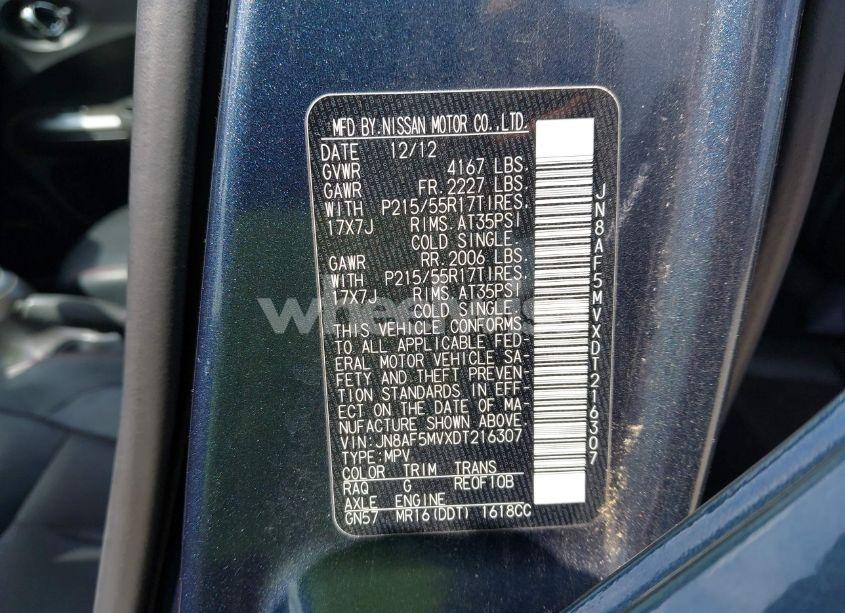 MFD BY.NISSAN MOTOR CO.,LTD.
DATE 12/12
GVWR 4167 LBS.
GAWR FR.2227 LBS.
WITH P215/55R17TIRES.
17X7J RIMS.AT35PSI
COLD SINGLE.
GAWR RR.2006 LBS.
WITH P215/55R17TIRES.
17X7J RIMS.AT35PSI
COLD SINGLE.
THIS VEHICLE CONFORMS
TO ALL APPLICABLE FED-
ERAL MOTOR VEHICLE SA-
FETY AND THEFT PREVEN-
TION STANDARDS IN EFF-
ECT ON THE DATE OF MA-
NUFACTURE SHOWN ABOVE.
VIN:JN8AF5MVXDT216307
TYPE:MPV
COLOR TRIM TRANS
RAQ G RE0F10B
AXLE ENGINE
GN57 MR16(DDT) 1618CC
JN8AF5MVXDT216307